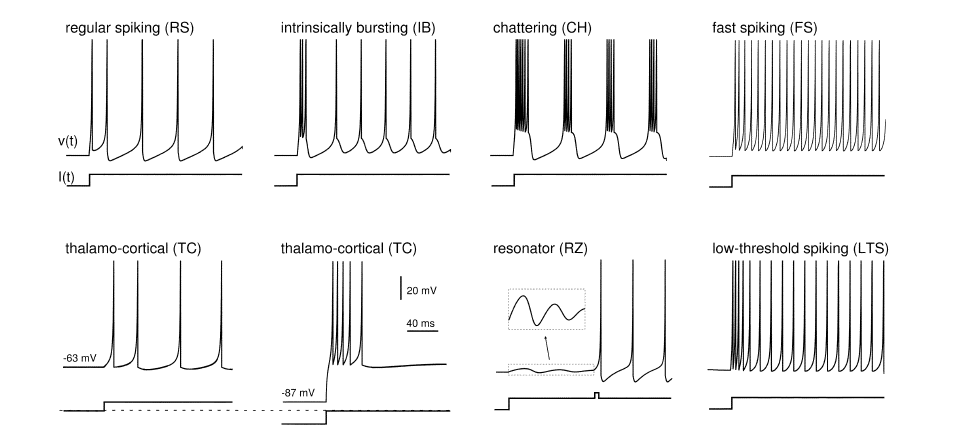 regular spiking (RS)
intrinsically bursting (IB)
chattering (CH)
fast spiking (FS)
v(t)
I(t)
thalamo-cortical (TC)
thalamo-cortical (TC)
resonator (RZ)
low-threshold spiking (LTS)
20 mV
40 ms
-63 mV
-87 mV